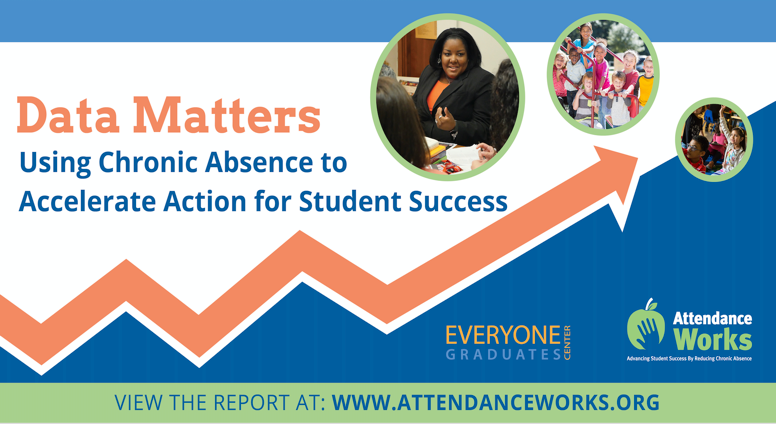 Data Matters
Using Chronic Absence to
Accelerate Action for Student Success
EVERYONE
GRADUATES
CENTER
Attendance
Works
Advancing Student Success By Reducing Chronic Absence
VIEW THE REPORT AT: WWW.ATTENDANCEWORKS.ORG